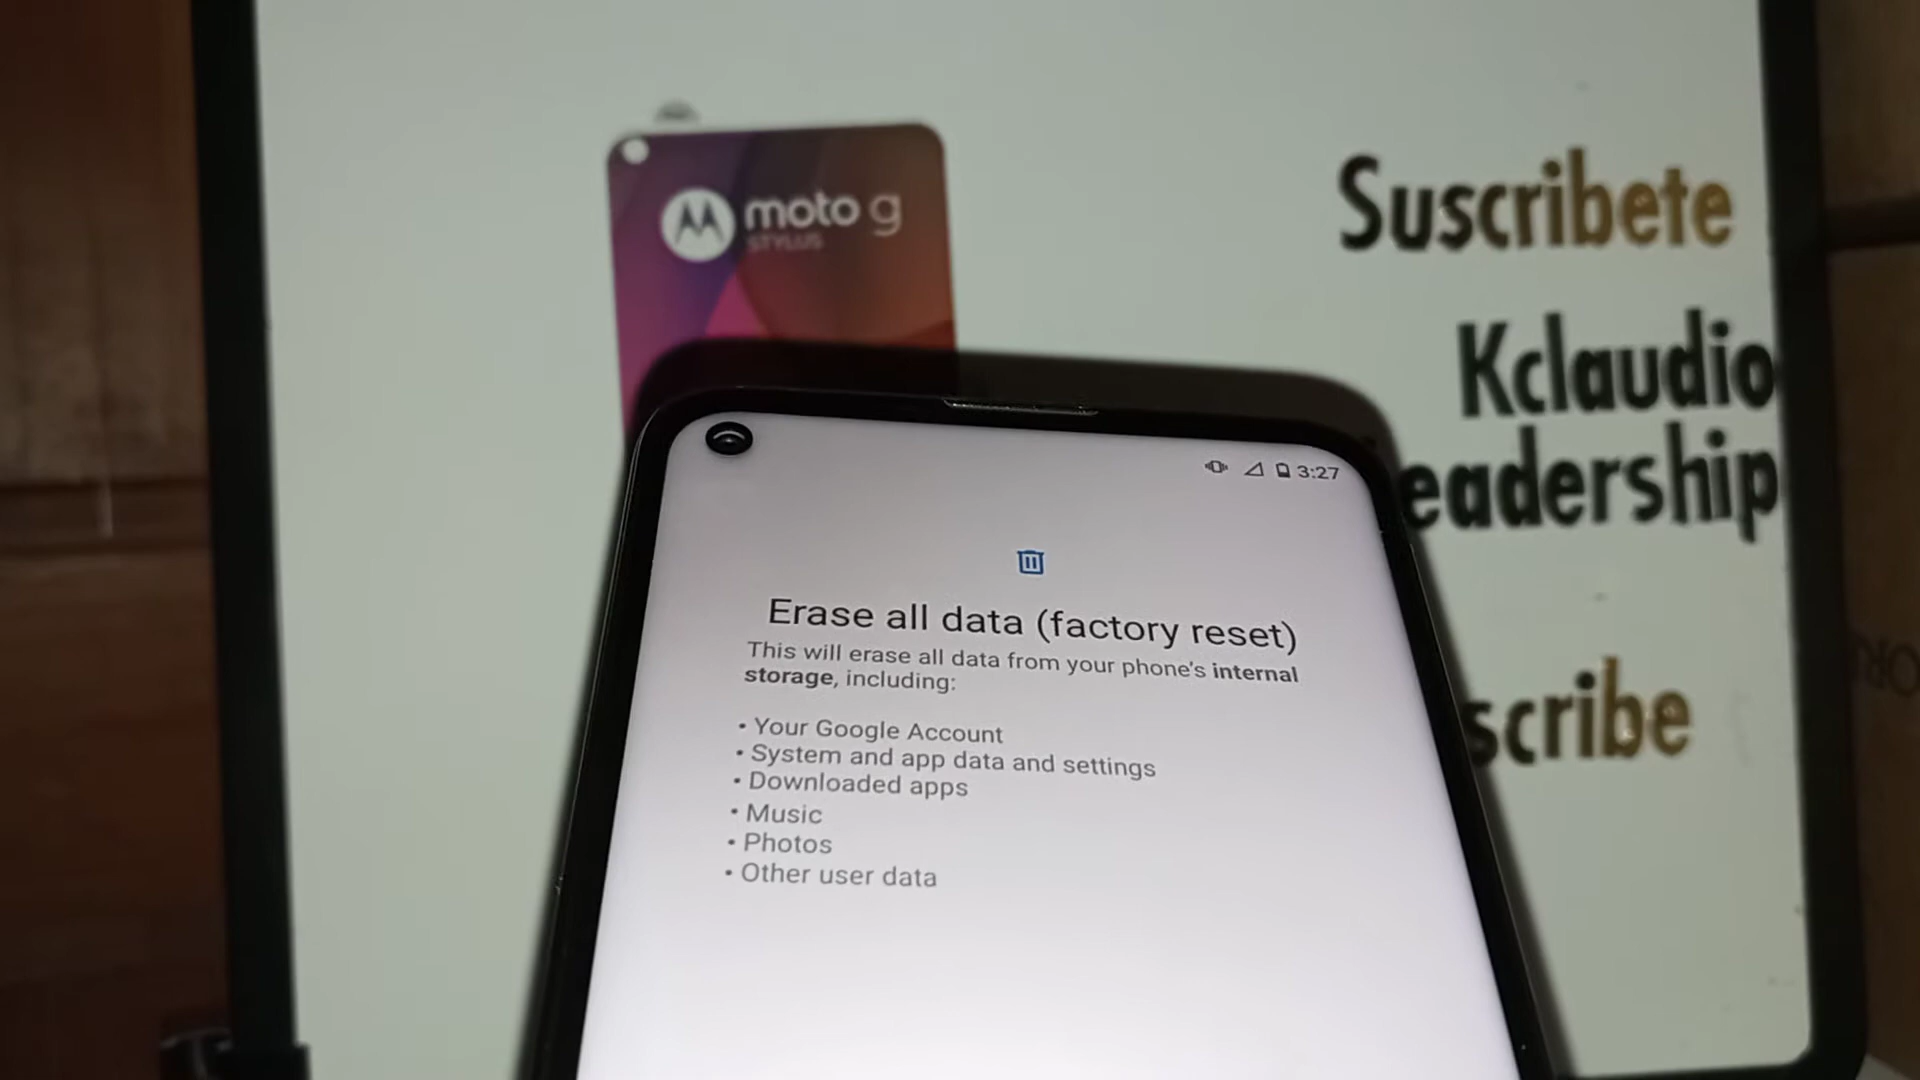 moto g
STYLUS
Suscribete
Kclaudio
eadership
scribe
3:27
Erase all data (factory reset)
This will erase all data from your phone's internal
storage, including:
• Your Google Account
• System and app data and settings
• Downloaded apps
• Music
• Photos
• Other user data